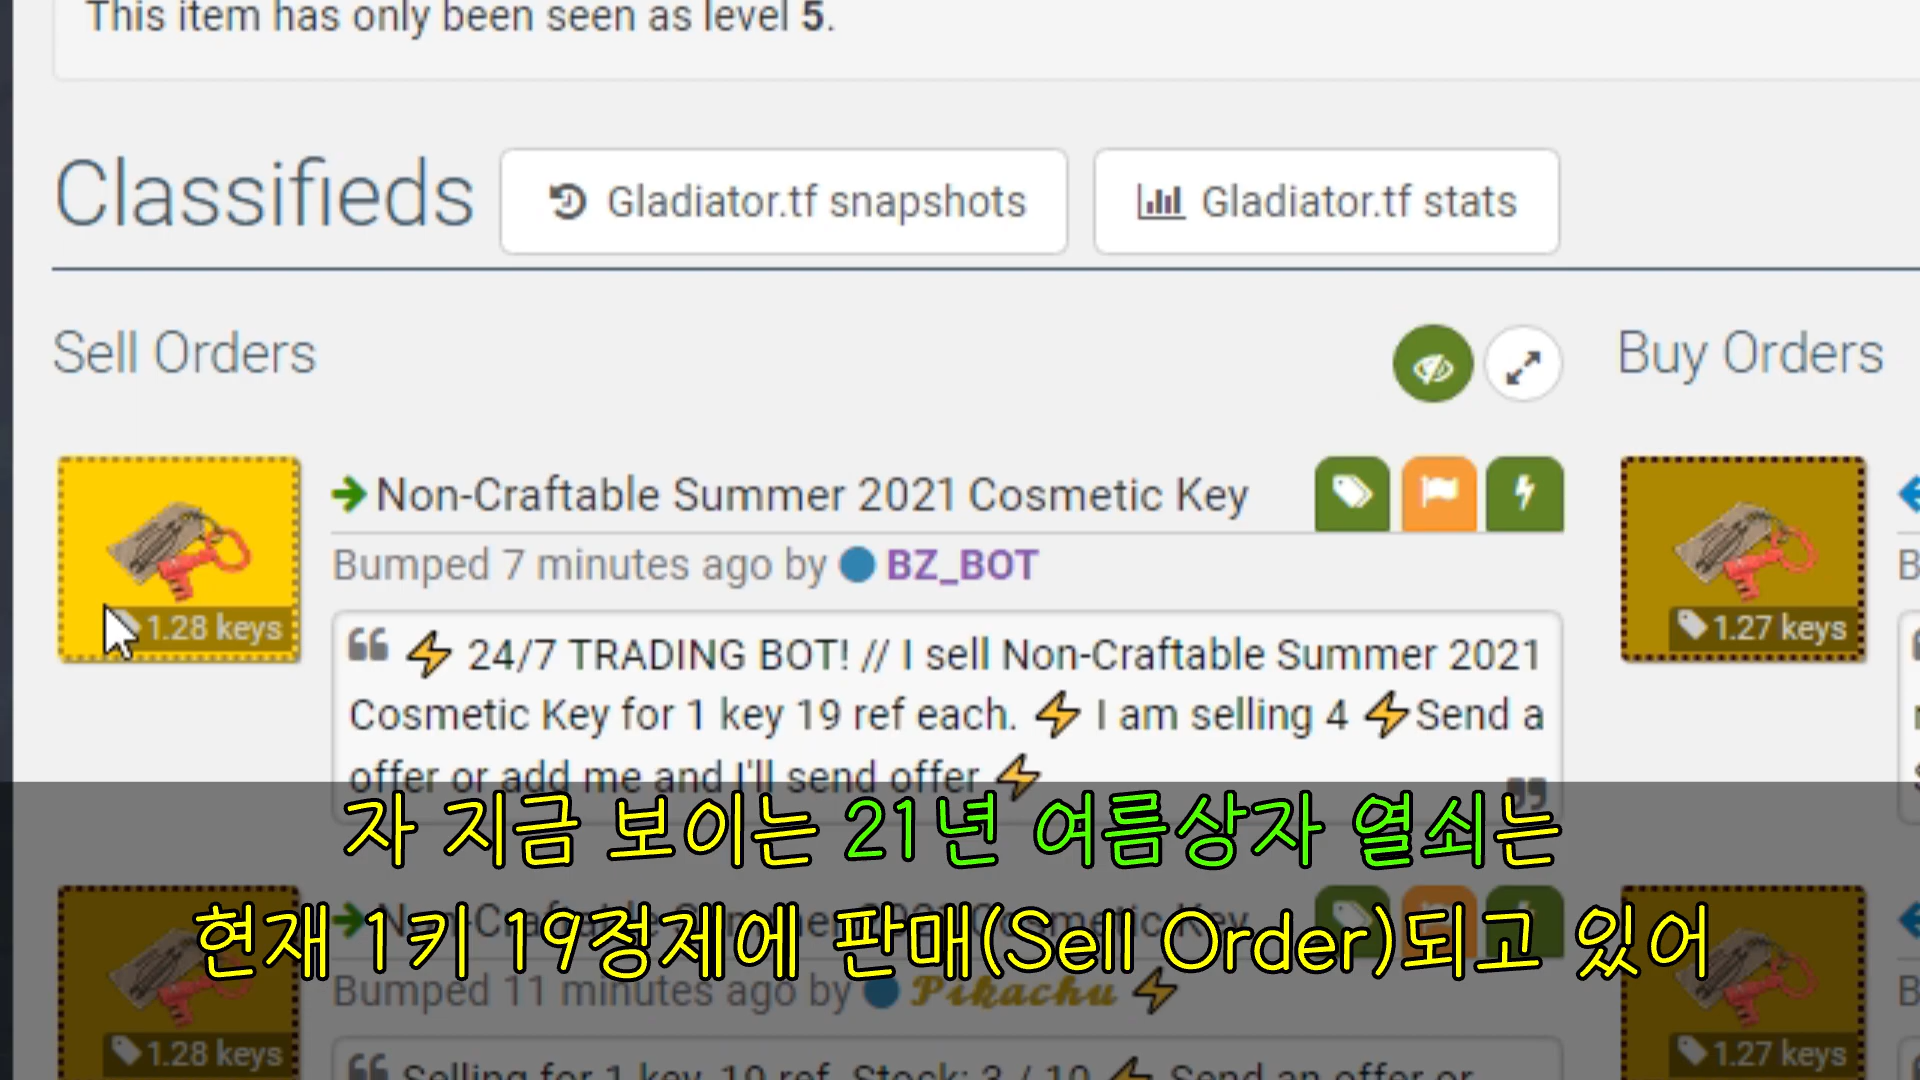 This item has only been seen as level 5.
Classifieds
Gladiator.tf snapshots
Gladiator.tf stats
Sell Orders
Buy Orders
Non-Craftable Summer 2021 Cosmetic Key
Bumped 7 minutes ago by BZ_BOT
1.28 keys
1.27 keys
⚡ 24/7 TRADING BOT! // I sell Non-Craftable Summer 2021
Cosmetic Key for 1 key 19 ref each. ⚡ I am selling 4 ⚡Send a
offer or add me and I'll send offer ⚡
자 지금 보이는 21년 여름상자 열쇠는
현재 1키 19정제에 판매(Sell Order)되고 있어
Non-Craftable Summer 2021 Cosmetic Key
Bumped 11 minutes ago by Pikachu ⚡
1.28 keys
1.27 keys
Selling for 1 key, 19 ref. Stock: 3 / 10 ⚡ Send an offer or